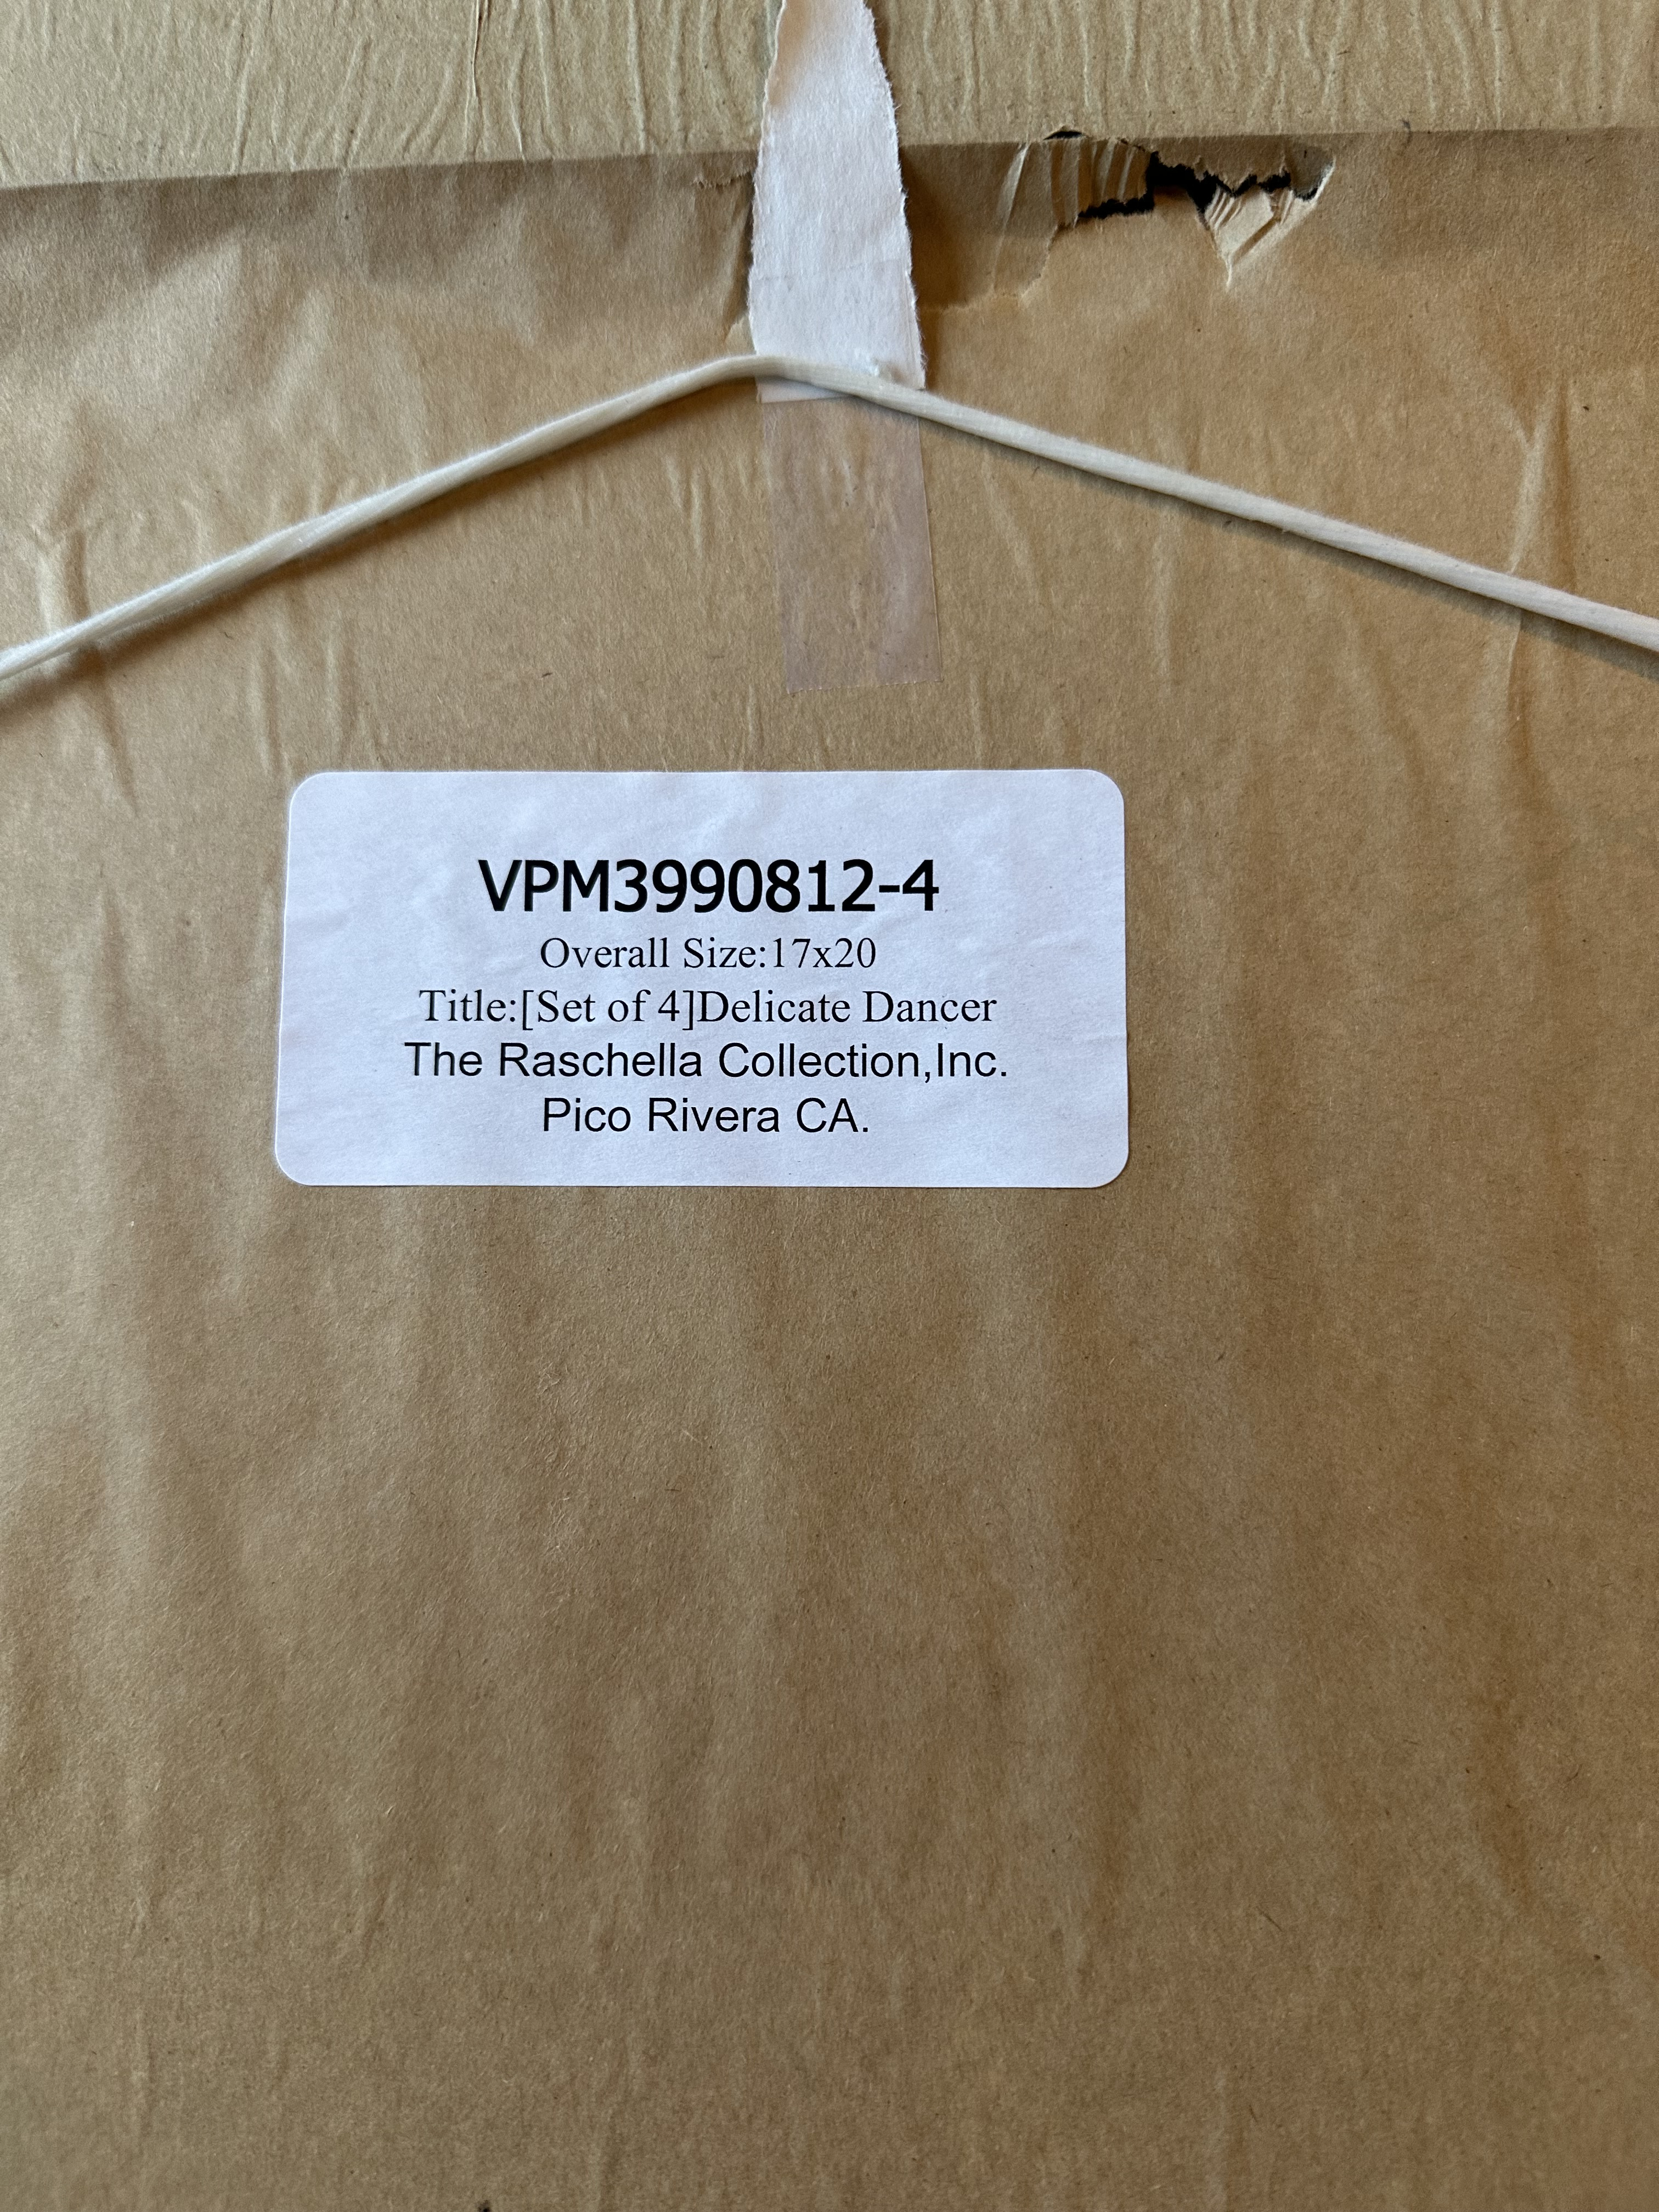 VPM3990812-4
Overall Size:17x20
Title:[Set of 4]Delicate Dancer
The Raschella Collection,Inc.
Pico Rivera CA.